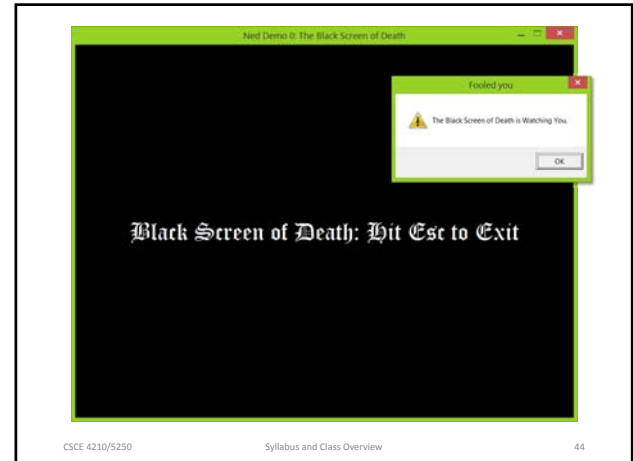 Ned Demo 0: The Black Screen of Death
Fooled you
The Black Screen of Death is Watching You.
OK
Black Screen of Death: Hit Esc to Exit
CSCE 4210/5250 Syllabus and Class Overview 44